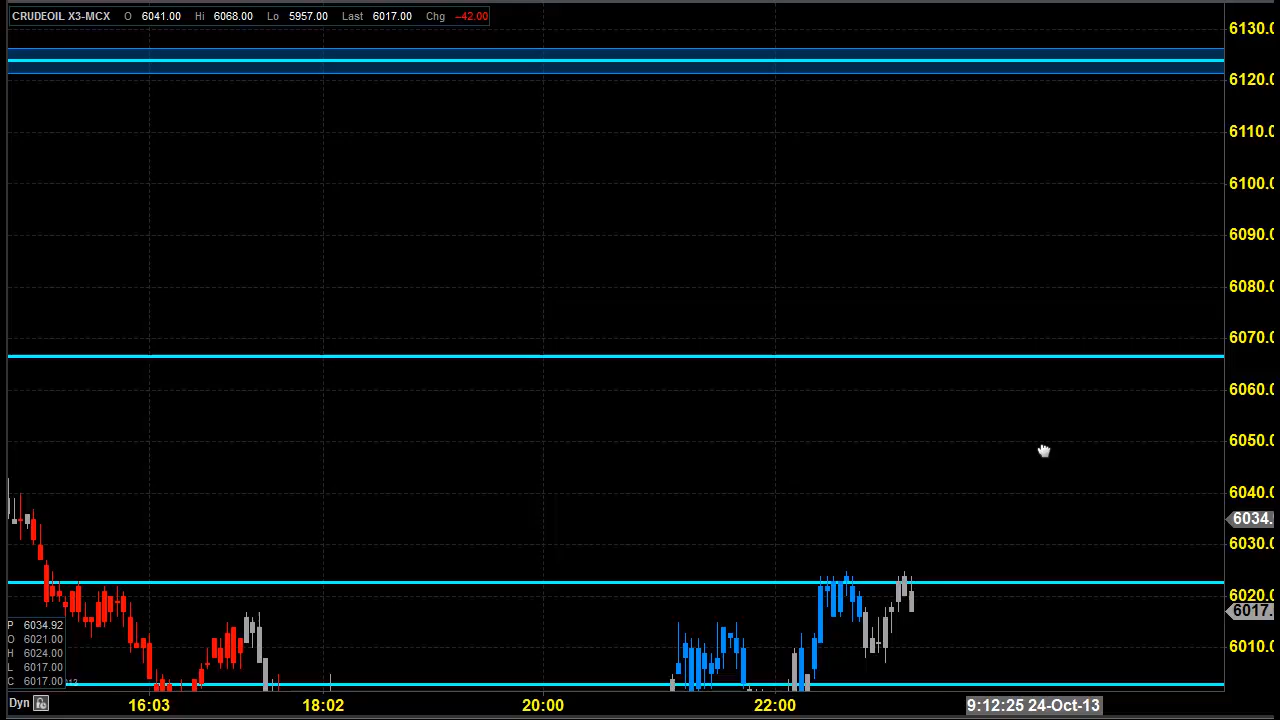 CRUDEOIL X3-MCX O 6041.00 Hi 6068.00 Lo 5957.00 Last 6017.00 Chg -42.00
6130.0
6120.0
6110.0
6100.0
6090.0
6080.0
6070.0
6060.0
6050.0
6040.0
6034.
6030.0
6020.0
6017.
6010.0
P 6034.92
O 6021.00
H 6024.00
L 6017.00
C 6017.00
Dyn 16:03 18:02 20:00 22:00 9:12:25 24-Oct-13